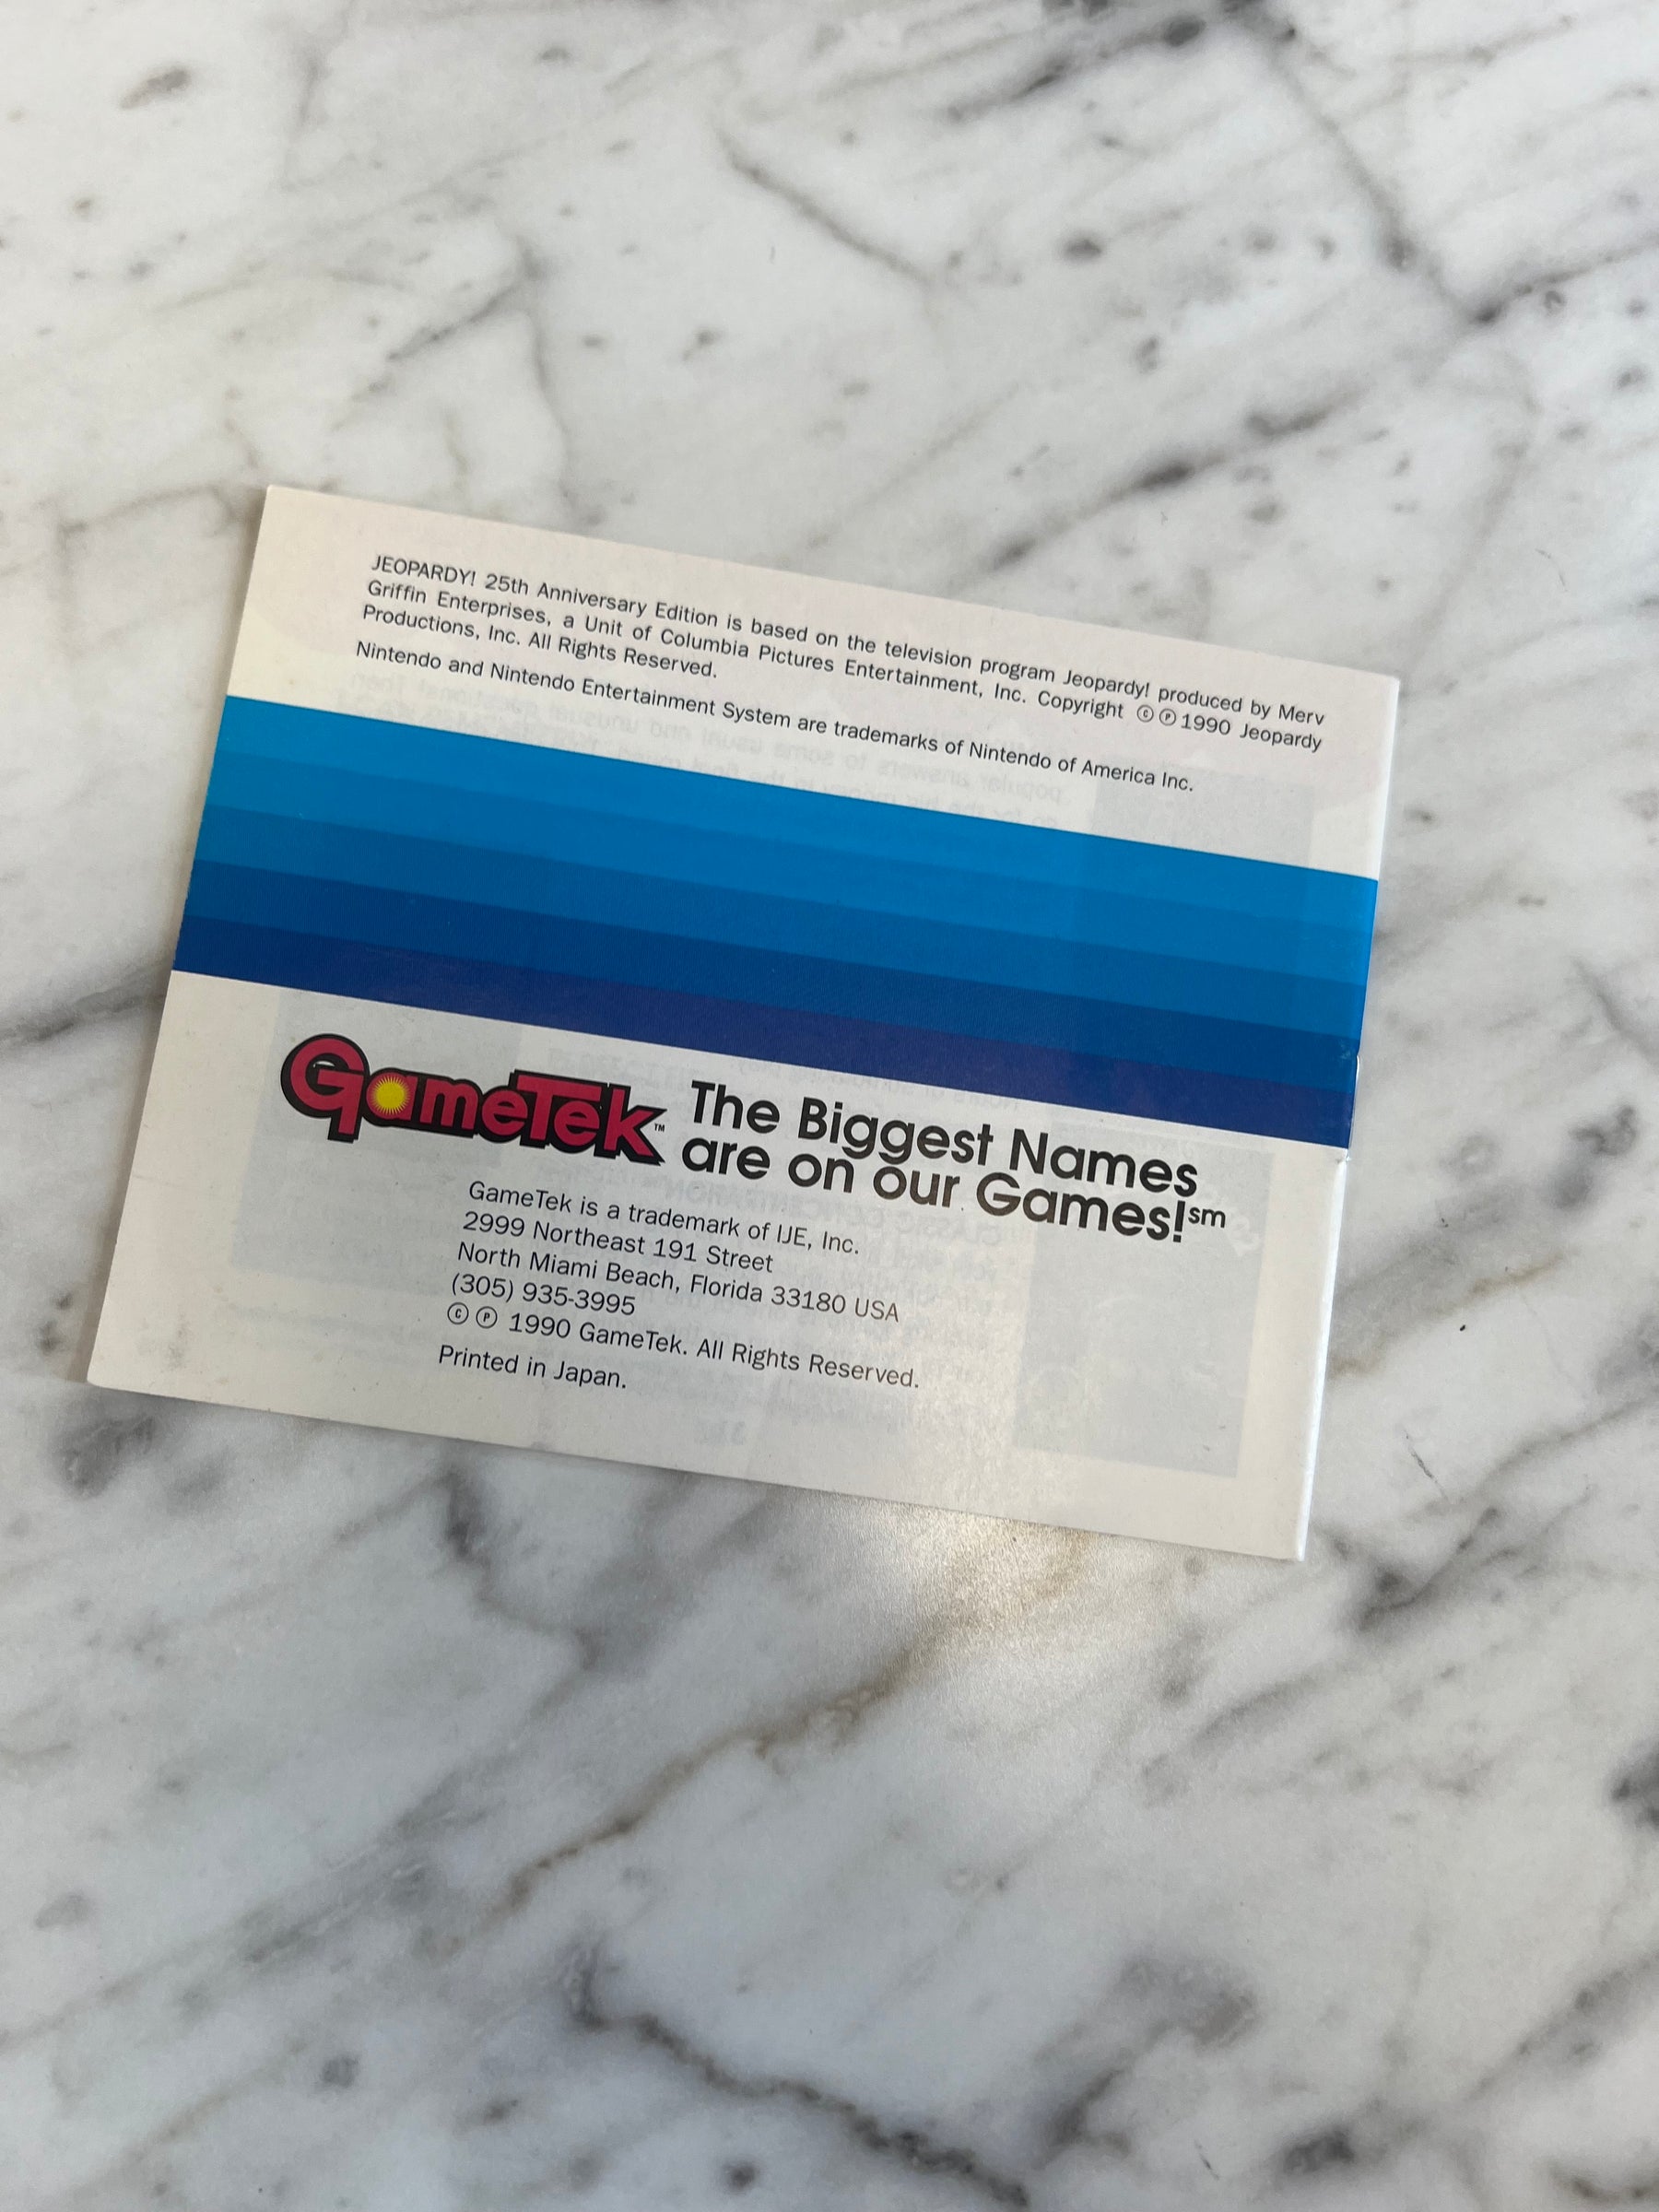 JEOPARDY! 25th Anniversary Edition is based on the television program Jeopardy! produced by Merv
Griffin Enterprises, a Unit of Columbia Pictures Entertainment, Inc. Copyright ©℗1990 Jeopardy
Productions, Inc. All Rights Reserved.
Nintendo and Nintendo Entertainment System are trademarks of Nintendo of America Inc.
GameTek™
The Biggest Names
are on our Games!℠
GameTek is a trademark of IJE, Inc.
2999 Northeast 191 Street
North Miami Beach, Florida 33180 USA
(305) 935-3995
© ℗ 1990 GameTek. All Rights Reserved.
Printed in Japan.